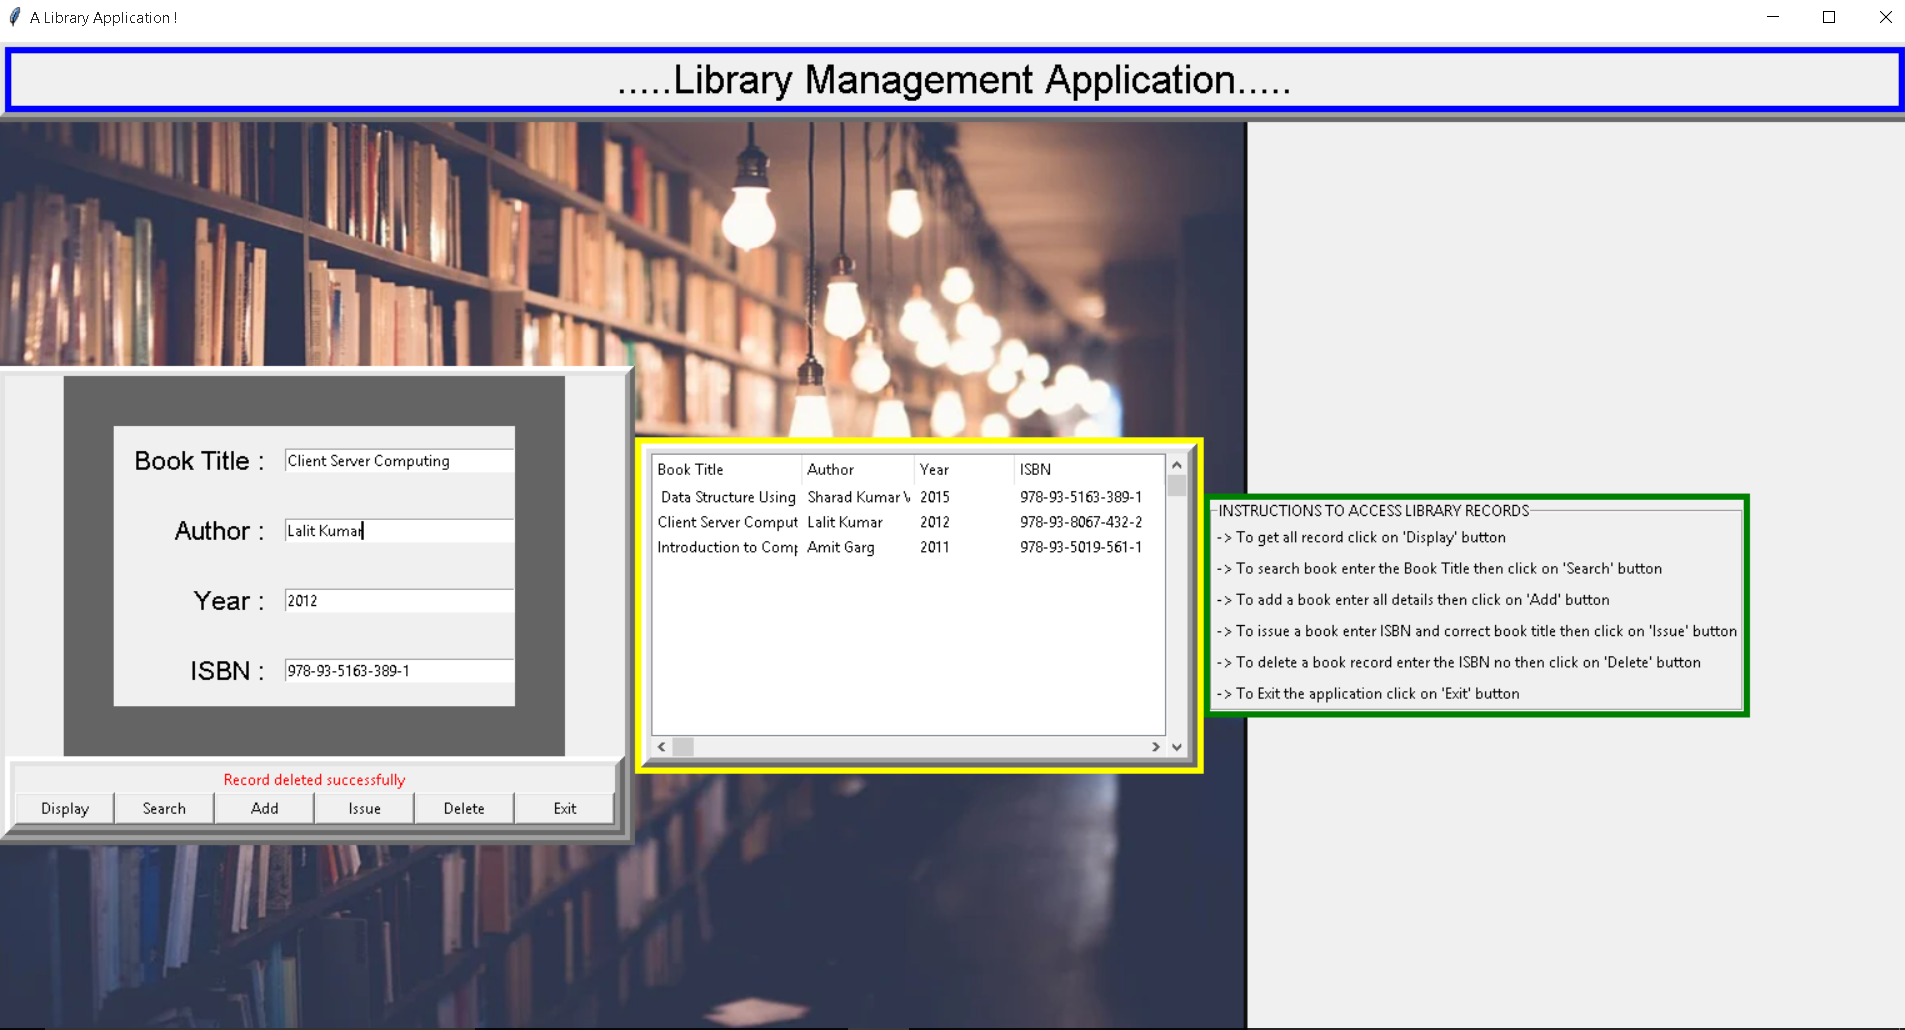 A Library Application !
.....Library Management Application.....
Book Title : Client Server Computing
Author : Lalit Kumar
Year : 2012
ISBN : 978-93-5163-389-1
Record deleted successfully
Display Search Add Issue Delete Exit
Book Title Author Year ISBN
Data Structure Using Sharad Kumar 2015 978-93-5163-389-1
Client Server Comput Lalit Kumar 2012 978-93-8067-432-2
Introduction to Comp Amit Garg 2011 978-93-5019-561-1
INSTRUCTIONS TO ACCESS LIBRARY RECORDS
-> To get all record click on 'Display' button
-> To search book enter the Book Title then click on 'Search' button
-> To add a book enter all details then click on 'Add' button
-> To issue a book enter ISBN and correct book title then click on 'Issue' button
-> To delete a book record enter the ISBN no then click on 'Delete' button
-> To Exit the application click on 'Exit' button